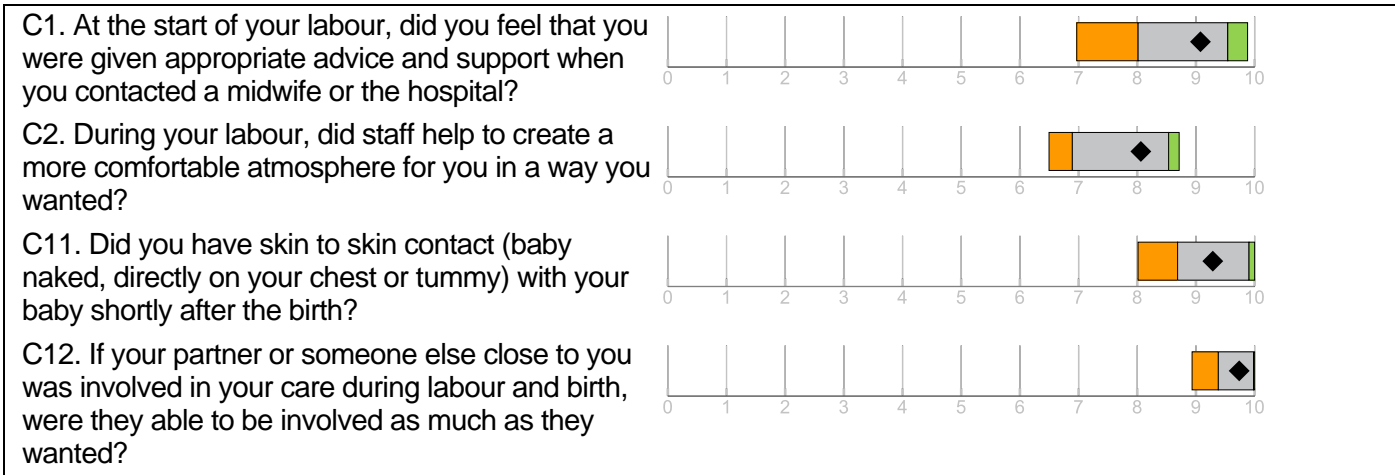 C1. At the start of your labour, did you feel that you
were given appropriate advice and support when
you contacted a midwife or the hospital?
0 1 2 3 4 5 6 7 8 9 10
C2. During your labour, did staff help to create a
more comfortable atmosphere for you in a way you
wanted?
0 1 2 3 4 5 6 7 8 9 10
C11. Did you have skin to skin contact (baby
naked, directly on your chest or tummy) with your
baby shortly after the birth?
0 1 2 3 4 5 6 7 8 9 10
C12. If your partner or someone else close to you
was involved in your care during labour and birth,
were they able to be involved as much as they
wanted?
0 1 2 3 4 5 6 7 8 9 10